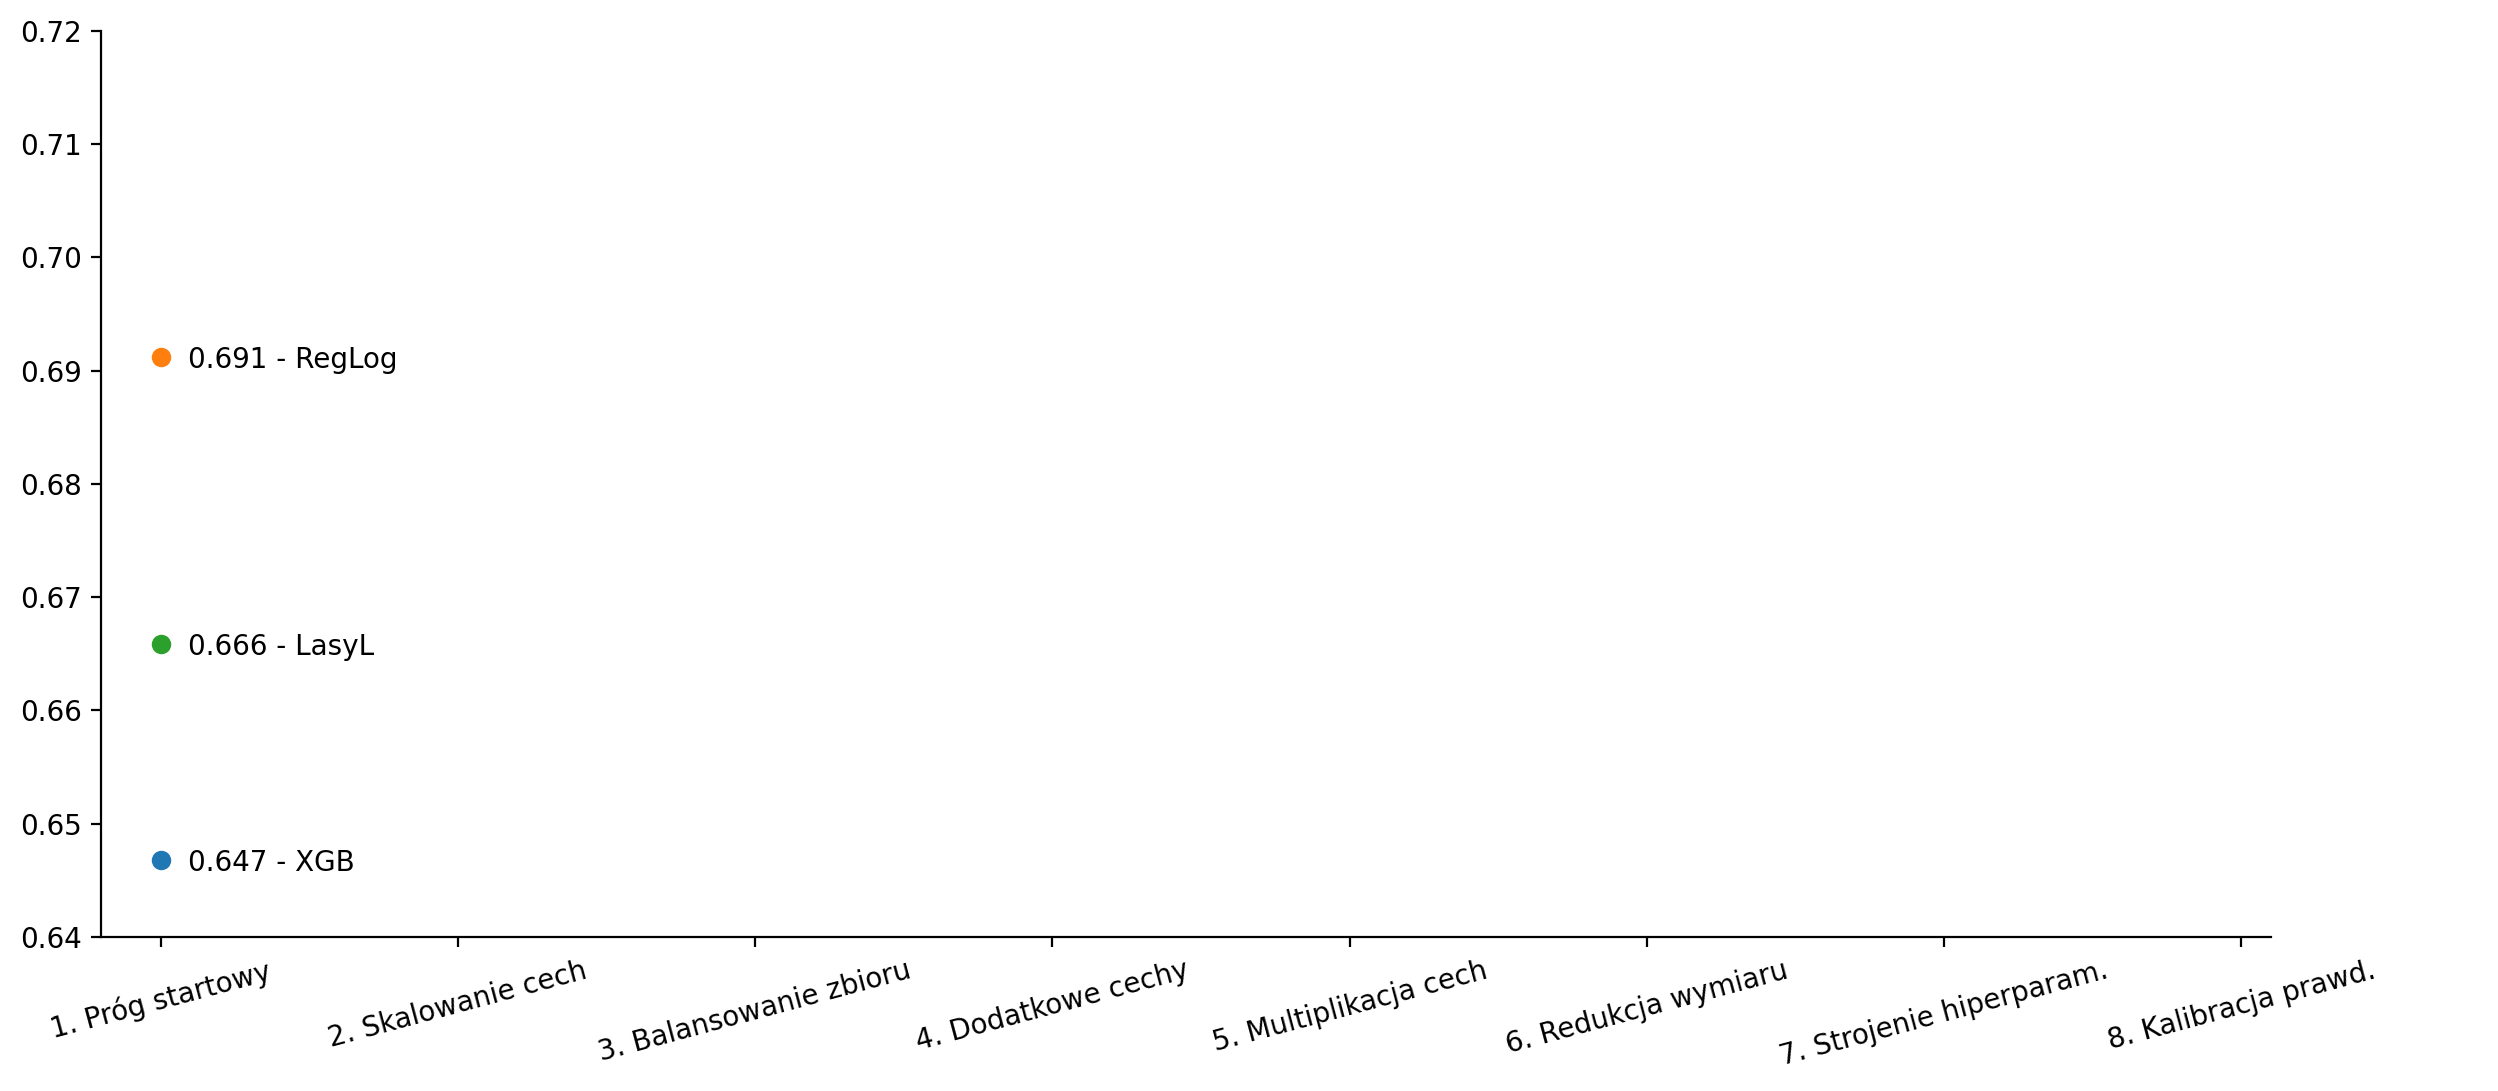 0.72
0.71
0.70
0.69
0.68
0.67
0.66
0.65
0.64
0.691 - RegLog
0.666 - LasyL
0.647 - XGB
1. Próg startowy
2. Skalowanie cech
3. Balansowanie zbioru
4. Dodatkowe cechy
5. Multiplikacja cech
6. Redukcja wymiaru
7. Strojenie hiperparam.
8. Kalibracja prawd.